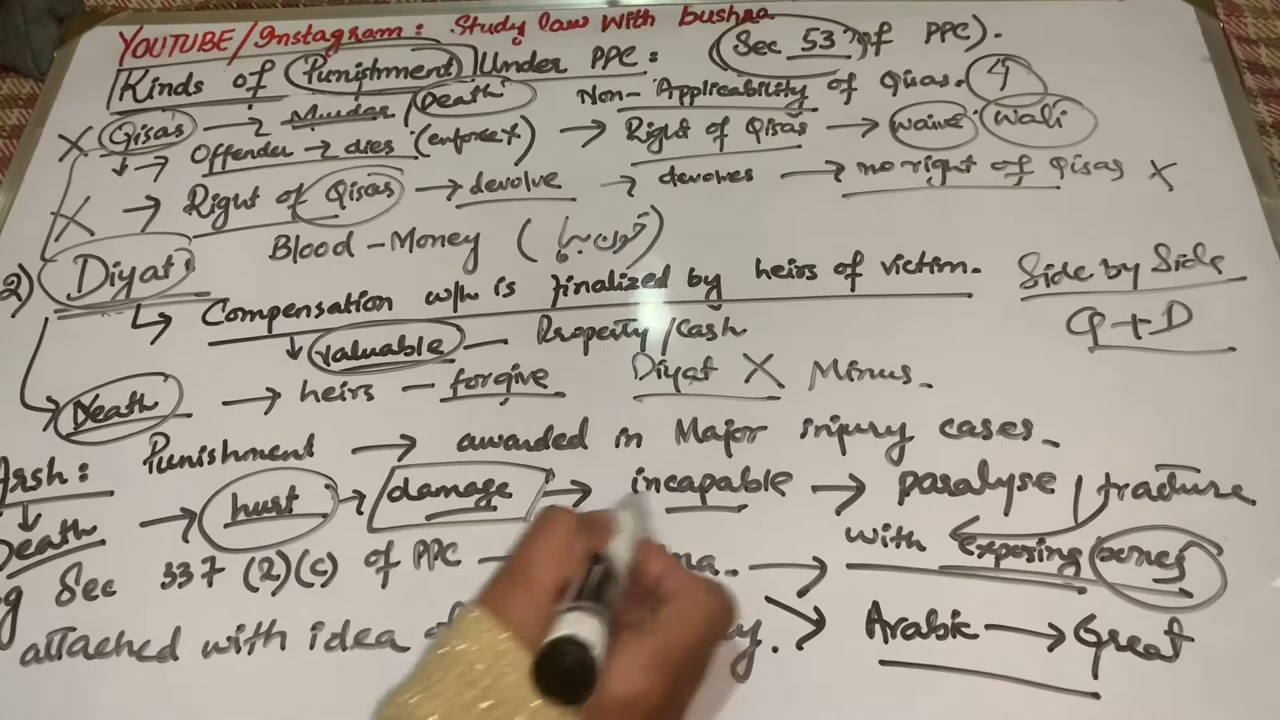 YOUTUBE/Instagram: Study law with bushra
Kinds of Punishment Under PPC: (Sec 53 of PPC).
Qisas → Murder / Death Non-Applicability of Qisas. 4
→ Offender → dies (enforce x) → Right of Qisas → waive wali
→ Right of Qisas → devolve → devolves → no right of Qisas X
2) Diyat: Blood-Money (خون بہا)
↳ Compensation w/h is finalized by heirs of victim. Side by Side
↓ valuable — Property/Cash Q+D
Death → heirs — forgive Diyat X Minus.
Arsh: Punishment → awarded in Major injury cases.
Death → hurt → damage → incapable → paralyse / fracture
eg Sec 337 (2)(c) of PPC → with exposing bones
attached with idea Arabic → Great